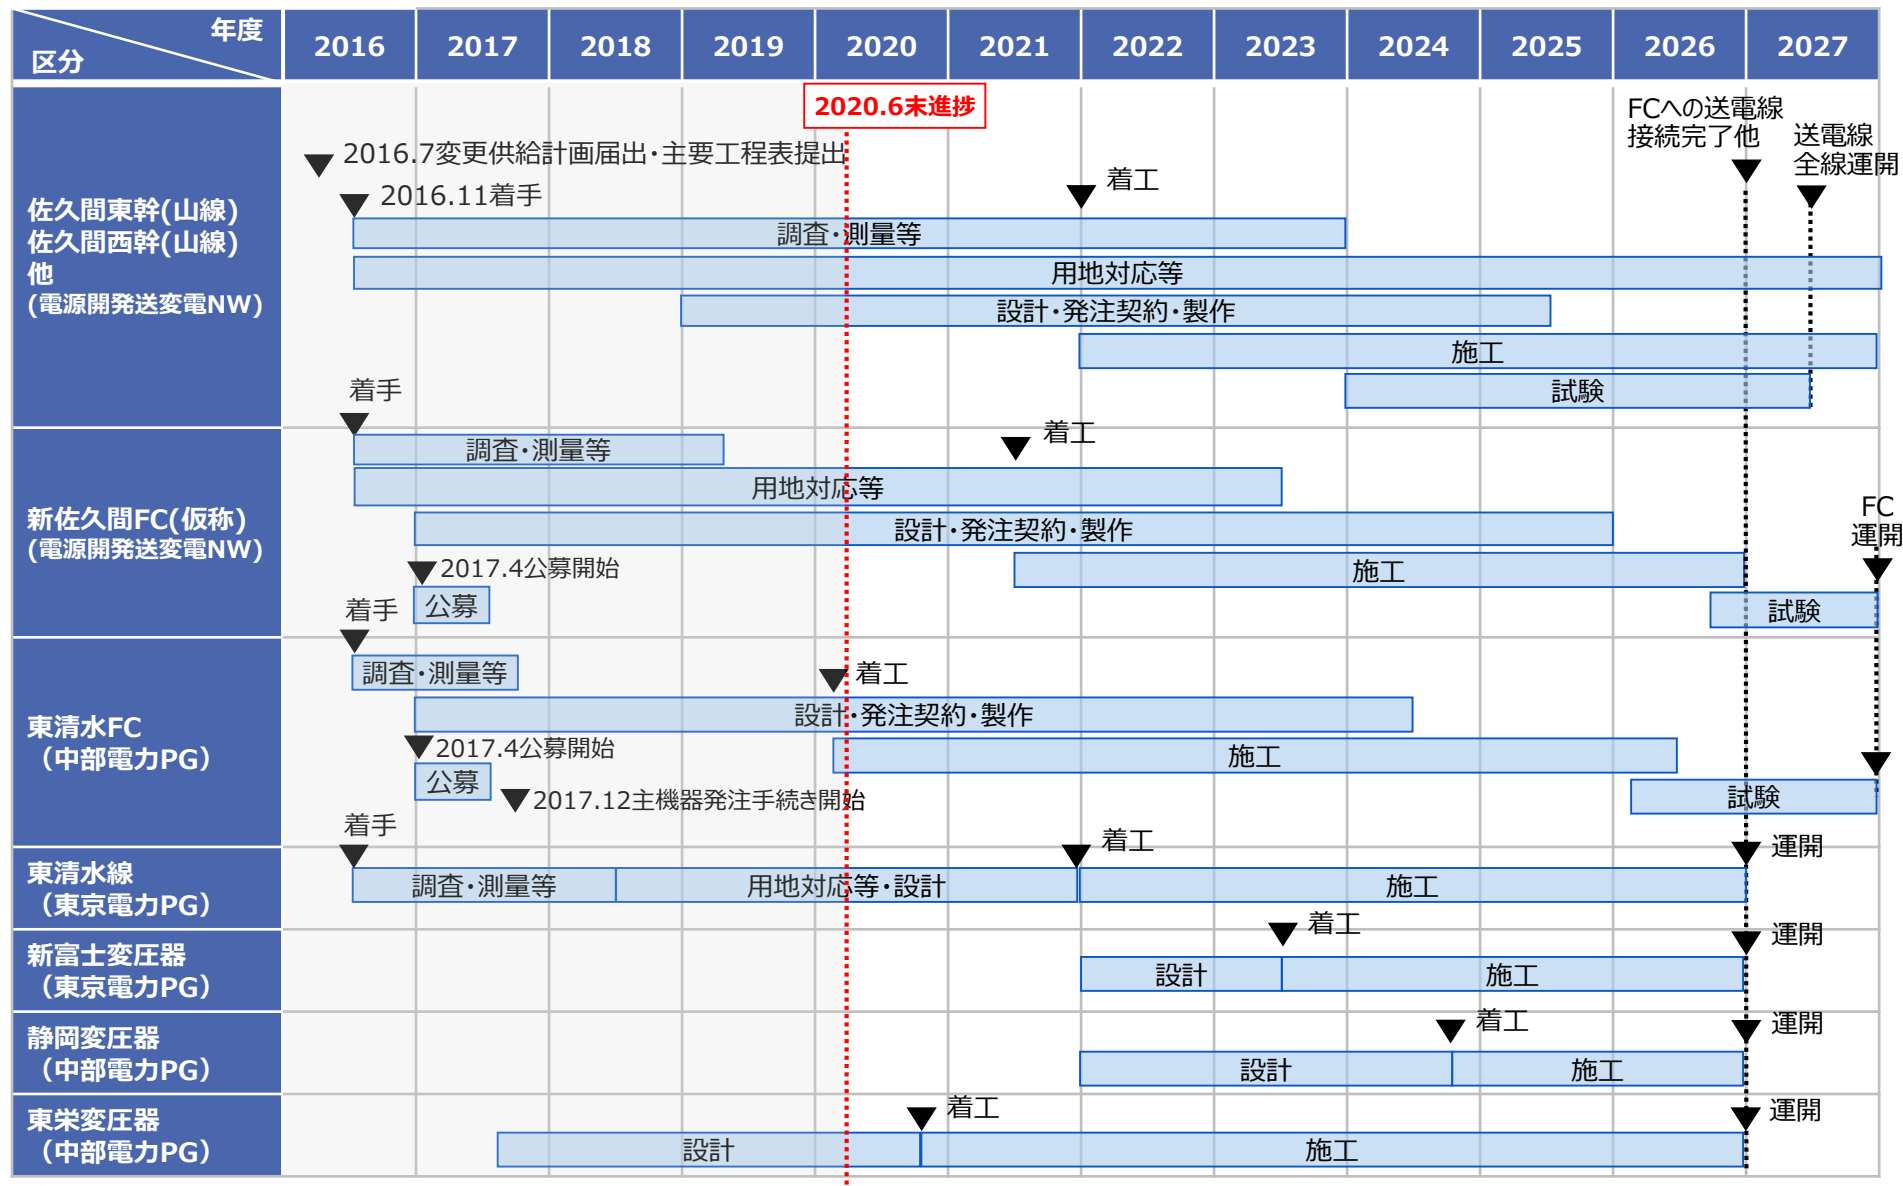 年度
区分
2016
2017
2018
2019
2020
2021
2022
2023
2024
2025
2026
2027
2020.6末進捗
佐久間東幹(山線)
佐久間西幹(山線)
他
(電源開発送変電NW)
2016.7変更供給計画届出・主要工程表提出
2016.11着手
着工
FCへの送電線
接続完了他
送電線
全線運開
調査・測量等
用地対応等
設計・発注契約・製作
施工
試験
新佐久間FC(仮称)
(電源開発送変電NW)
着手
着工
調査・測量等
用地対応等
設計・発注契約・製作
FC
運開
2017.4公募開始
施工
公募
試験
東清水FC
（中部電力PG）
着手
調査・測量等
着工
設計・発注契約・製作
2017.4公募開始
施工
公募
2017.12主機器発注手続き開始
試験
東清水線
（東京電力PG）
着手
着工
運開
調査・測量等
用地対応等・設計
施工
新富士変圧器
（東京電力PG）
着工
運開
設計
施工
静岡変圧器
（中部電力PG）
着工
運開
設計
施工
東栄変圧器
（中部電力PG）
着工
運開
設計
施工